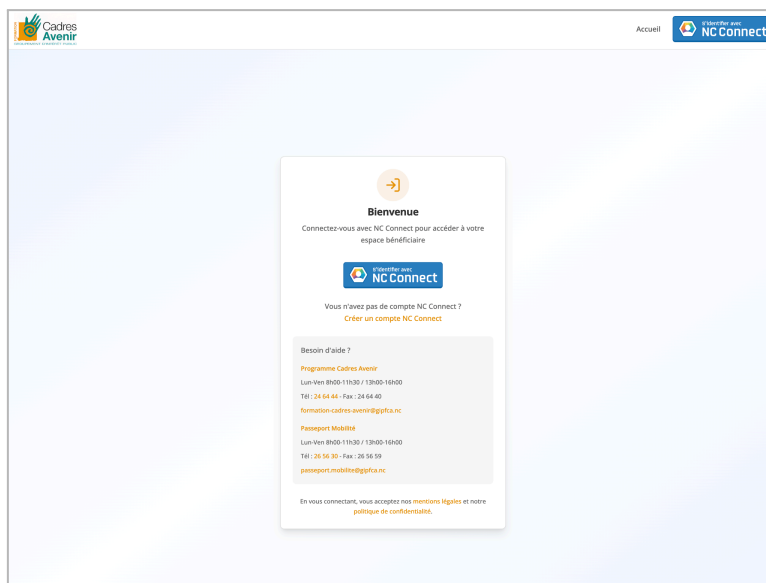 Cadres
Avenir
GROUPEMENT D'INTÉRÊT PUBLIC
Accueil
S'identifier avec
NC Connect
Bienvenue
Connectez-vous avec NC Connect pour accéder à votre
espace bénéficiaire
S'identifier avec
NC Connect
Vous n'avez pas de compte NC Connect ?
Créer un compte NC Connect
Besoin d'aide ?
Programme Cadres Avenir
Lun-Ven 8h00-11h30 / 13h00-16h00
Tél : 24 64 44 - Fax : 24 64 40
formation-cadres-avenir@gipfca.nc
Passeport Mobilité
Lun-Ven 8h00-11h30 / 13h00-16h00
Tél : 26 56 30 - Fax : 26 56 59
passeport.mobilite@gipfca.nc
En vous connectant, vous acceptez nos mentions légales et notre
politique de confidentialité.